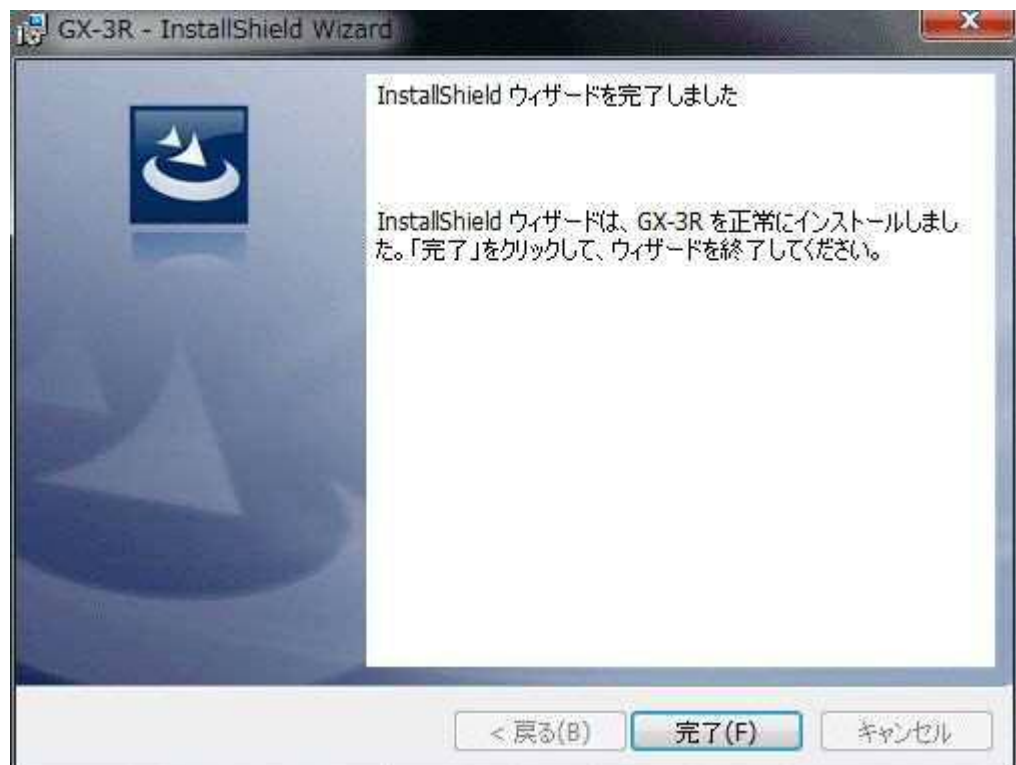 GX-3R - InstallShield Wizard
InstallShield ウィザードを完了しました
InstallShield ウィザードは、GX-3R を正常にインストールしまし
た。「完了」をクリックして、ウィザードを終了してください。
< 戻る(B)
完了(F)
キャンセル